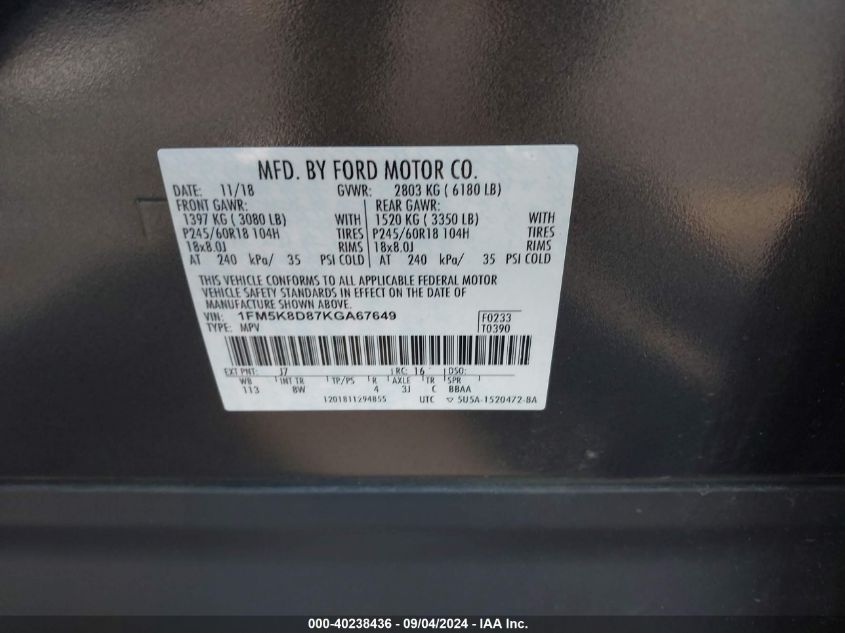 MFD. BY FORD MOTOR CO.
DATE: 11/18 GVWR: 2803 KG ( 6180 LB)
FRONT GAWR: REAR GAWR:
1397 KG ( 3080 LB) WITH 1520 KG ( 3350 LB) WITH
P245/60R18 104H TIRES P245/60R18 104H TIRES
18x8.0J RIMS 18x8.0J RIMS
AT 240 kPa/ 35 PSI COLD AT 240 kPa/ 35 PSI COLD
THIS VEHICLE CONFORMS TO ALL APPLICABLE FEDERAL MOTOR
VEHICLE SAFETY STANDARDS IN EFFECT ON THE DATE OF
MANUFACTURE SHOWN ABOVE.
VIN: 1FM5K8D87KGA67649 F0233
TYPE: MPV T0390
EXT PNT: J7 RC: 16 DSO:
WB INT TR TP/PS R AXLE TR SPR
113 8W 4 3J C BBAA
1201811294855 UTC ▽ 5U5A-1520472-BA
000-40238436 - 09/04/2024 - IAA Inc.